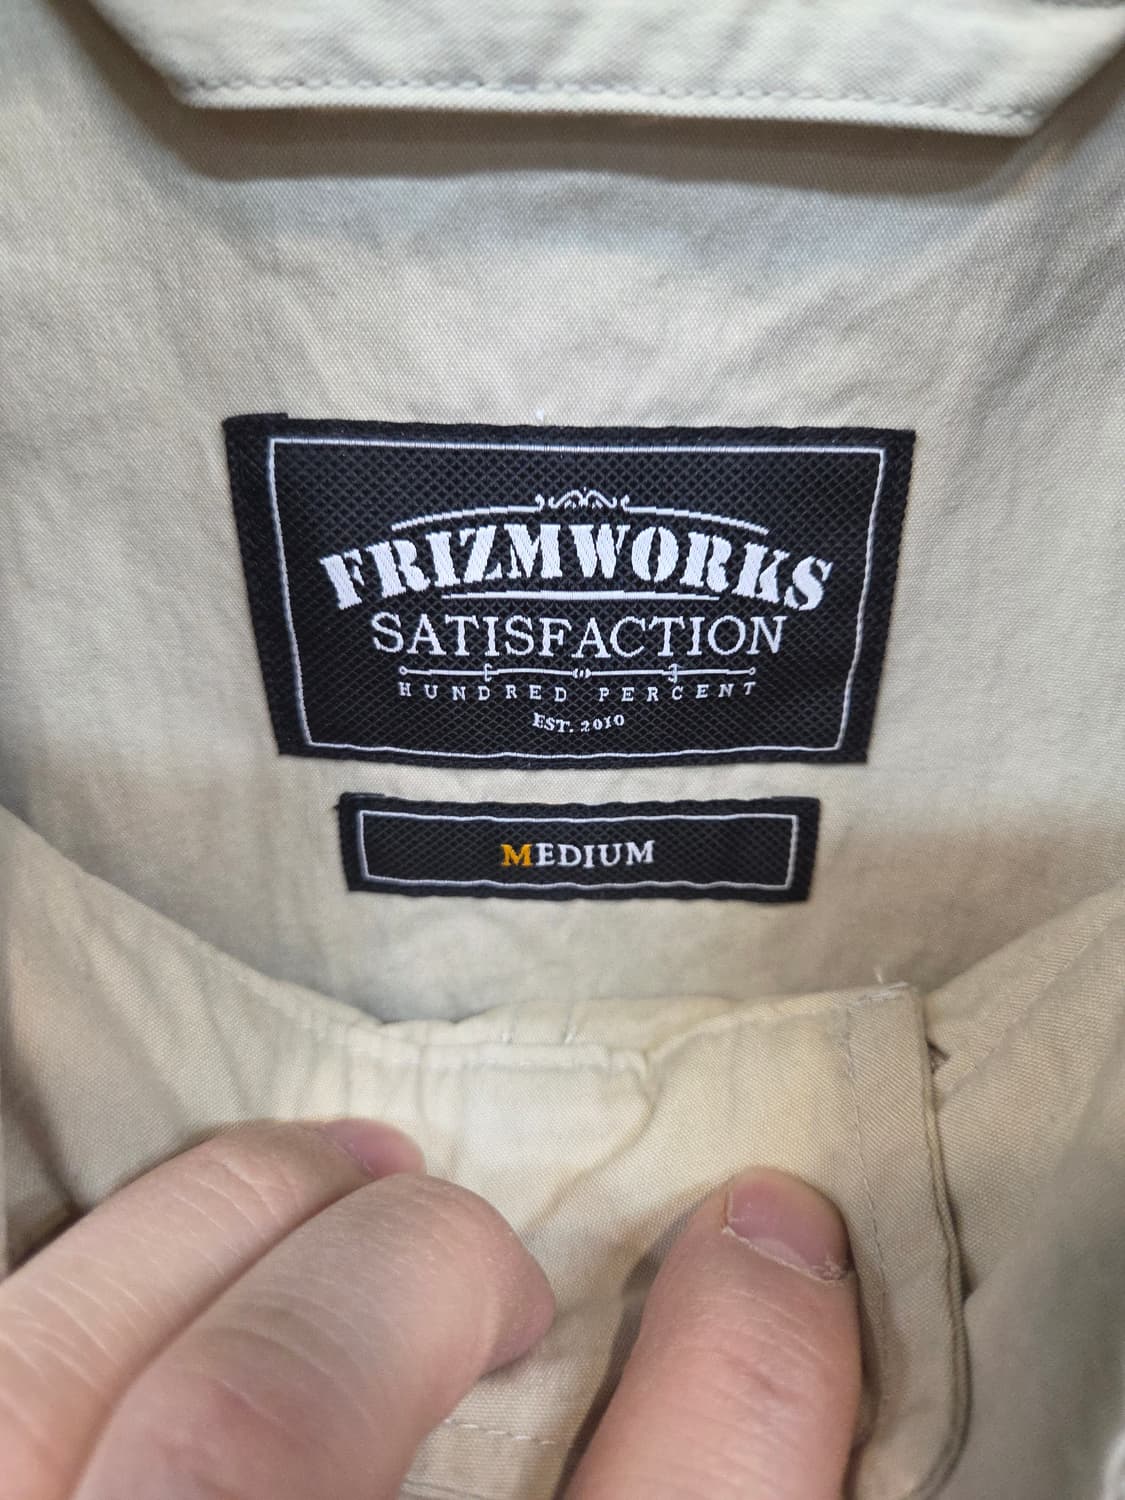 FRIZMWORKS
SATISFACTION
HUNDRED PERCENT
EST. 2010
MEDIUM